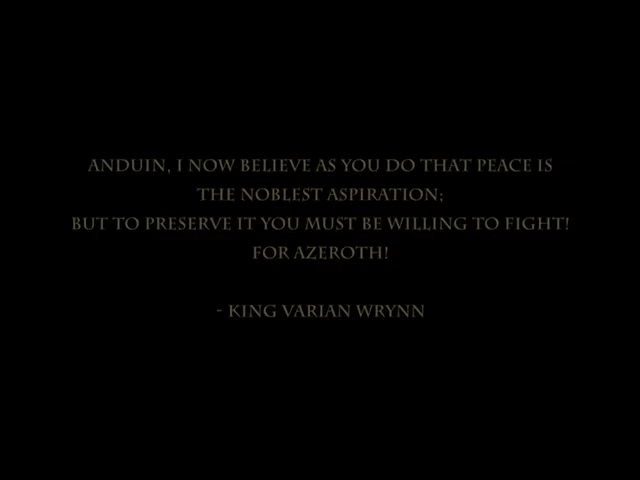 ANDUIN, I NOW BELIEVE AS YOU DO THAT PEACE IS
THE NOBLEST ASPIRATION;
BUT TO PRESERVE IT YOU MUST BE WILLING TO FIGHT!
FOR AZEROTH!
- KING VARIAN WRYNN